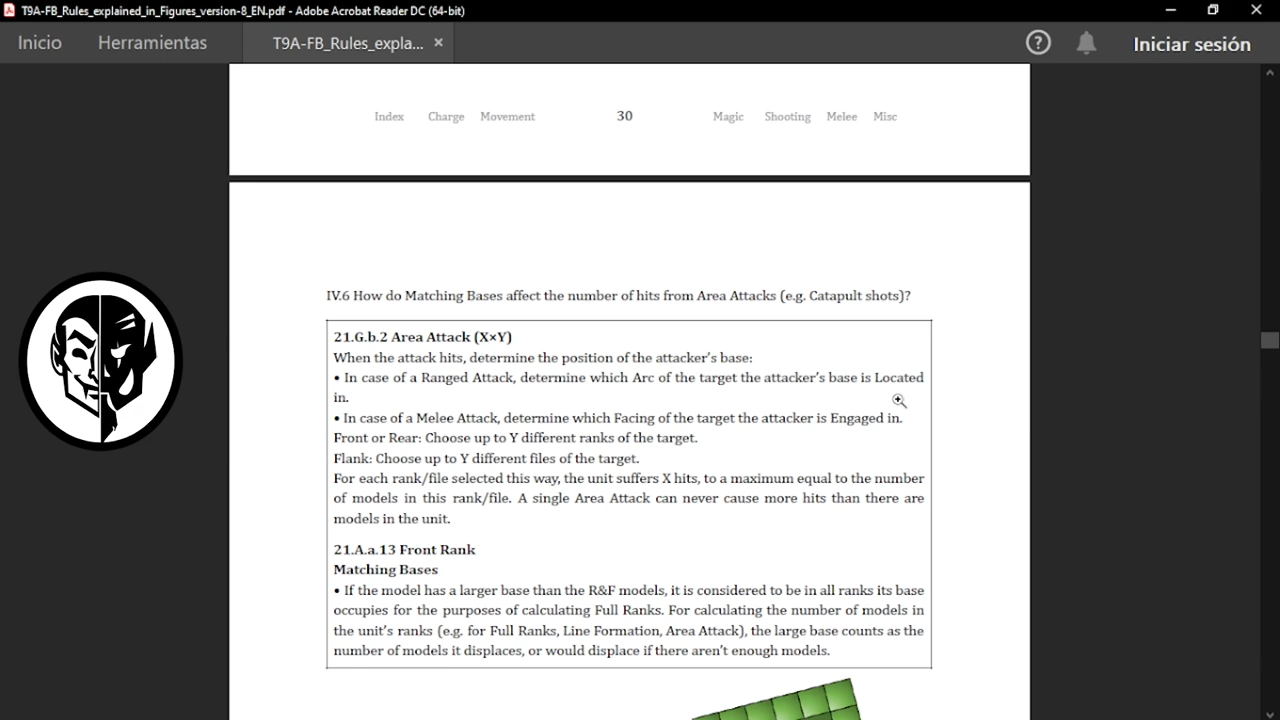 T9A-FB_Rules_explained_in_Figures_version-8_EN.pdf - Adobe Acrobat Reader DC (64-bit)
Inicio Herramientas T9A-FB_Rules_expla... × Iniciar sesión
Index Charge Movement 30 Magic Shooting Melee Misc
IV.6 How do Matching Bases affect the number of hits from Area Attacks (e.g. Catapult shots)?
21.G.b.2 Area Attack (X×Y)
When the attack hits, determine the position of the attacker's base:
• In case of a Ranged Attack, determine which Arc of the target the attacker's base is Located
in.
• In case of a Melee Attack, determine which Facing of the target the attacker is Engaged in.
Front or Rear: Choose up to Y different ranks of the target.
Flank: Choose up to Y different files of the target.
For each rank/file selected this way, the unit suffers X hits, to a maximum equal to the number
of models in this rank/file. A single Area Attack can never cause more hits than there are
models in the unit.
21.A.a.13 Front Rank
Matching Bases
• If the model has a larger base than the R&F models, it is considered to be in all ranks its base
occupies for the purposes of calculating Full Ranks. For calculating the number of models in
the unit's ranks (e.g. for Full Ranks, Line Formation, Area Attack), the large base counts as the
number of models it displaces, or would displace if there aren't enough models.